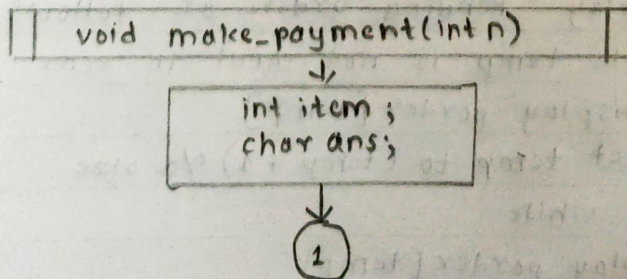 void make_payment(int n)
int item;
char ans;
1